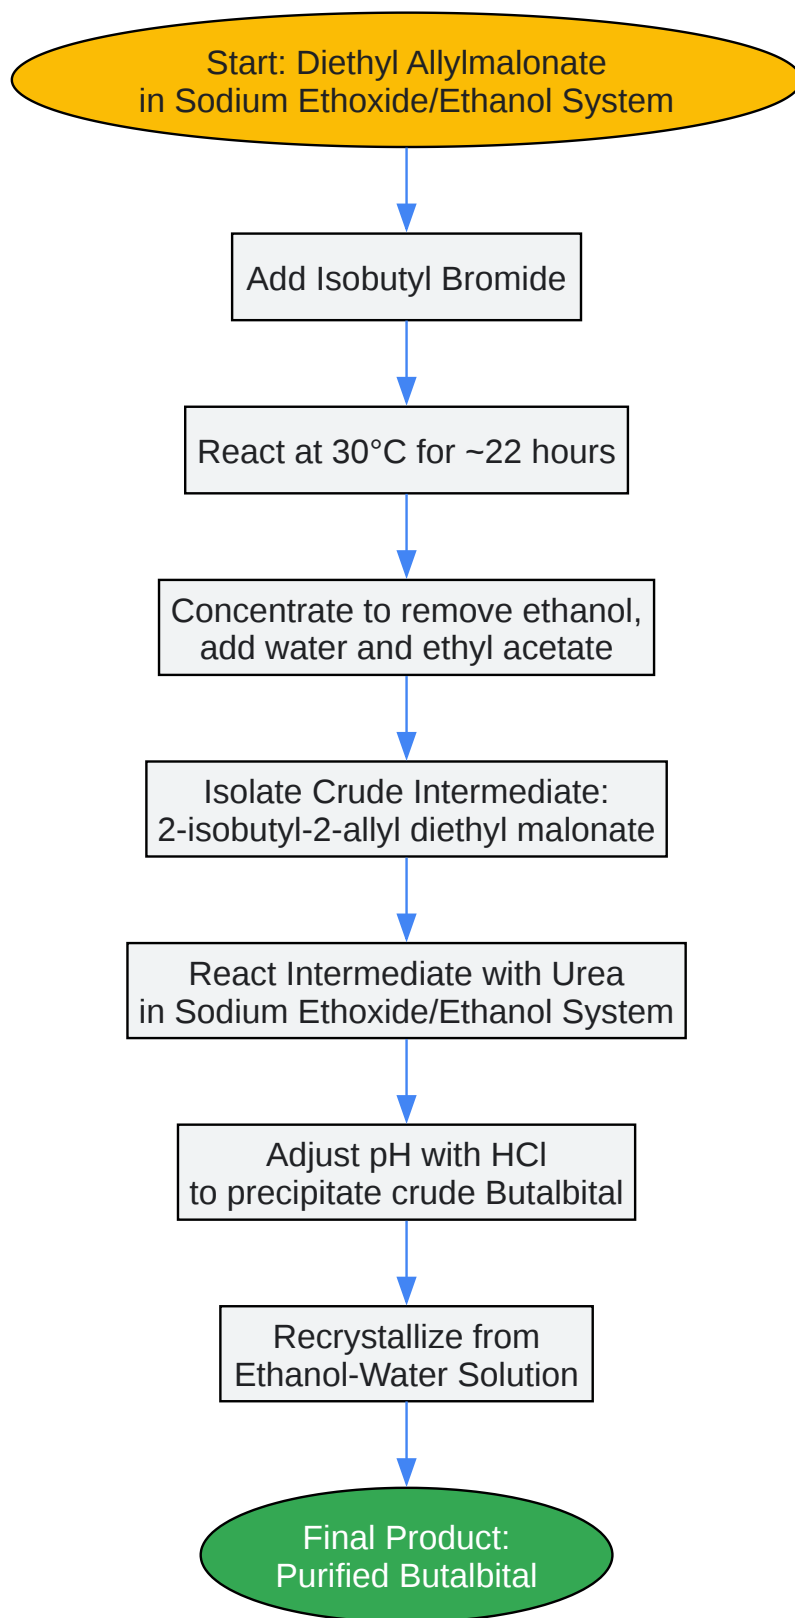 Start: Diethyl Allylmalonate
in Sodium Ethoxide/Ethanol System
Add Isobutyl Bromide
React at 30°C for ~22 hours
Concentrate to remove ethanol,
add water and ethyl acetate
Isolate Crude Intermediate:
2-isobutyl-2-allyl diethyl malonate
React Intermediate with Urea
in Sodium Ethoxide/Ethanol System
Adjust pH with HCl
to precipitate crude Butalbital
Recrystallize from
Ethanol-Water Solution
Final Product:
Purified Butalbital